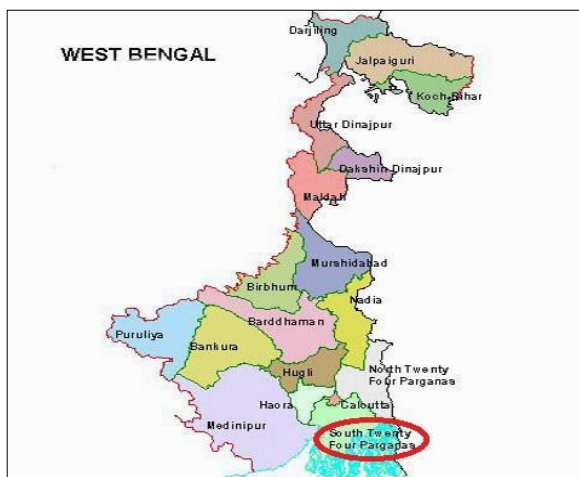 Darjiling
WEST BENGAL
Jalpaiguri
Koch-Bihar
Uttar Dinajpur
Dakshin Dinajpur
Maldah
Murshidabad
Birbhum
Nadia
Barddhaman
Puruliya
Bankura
Hugli
North Twenty
Four Parganas
Haora
Calcutta
Medinipur
South Twenty
Four Parganas